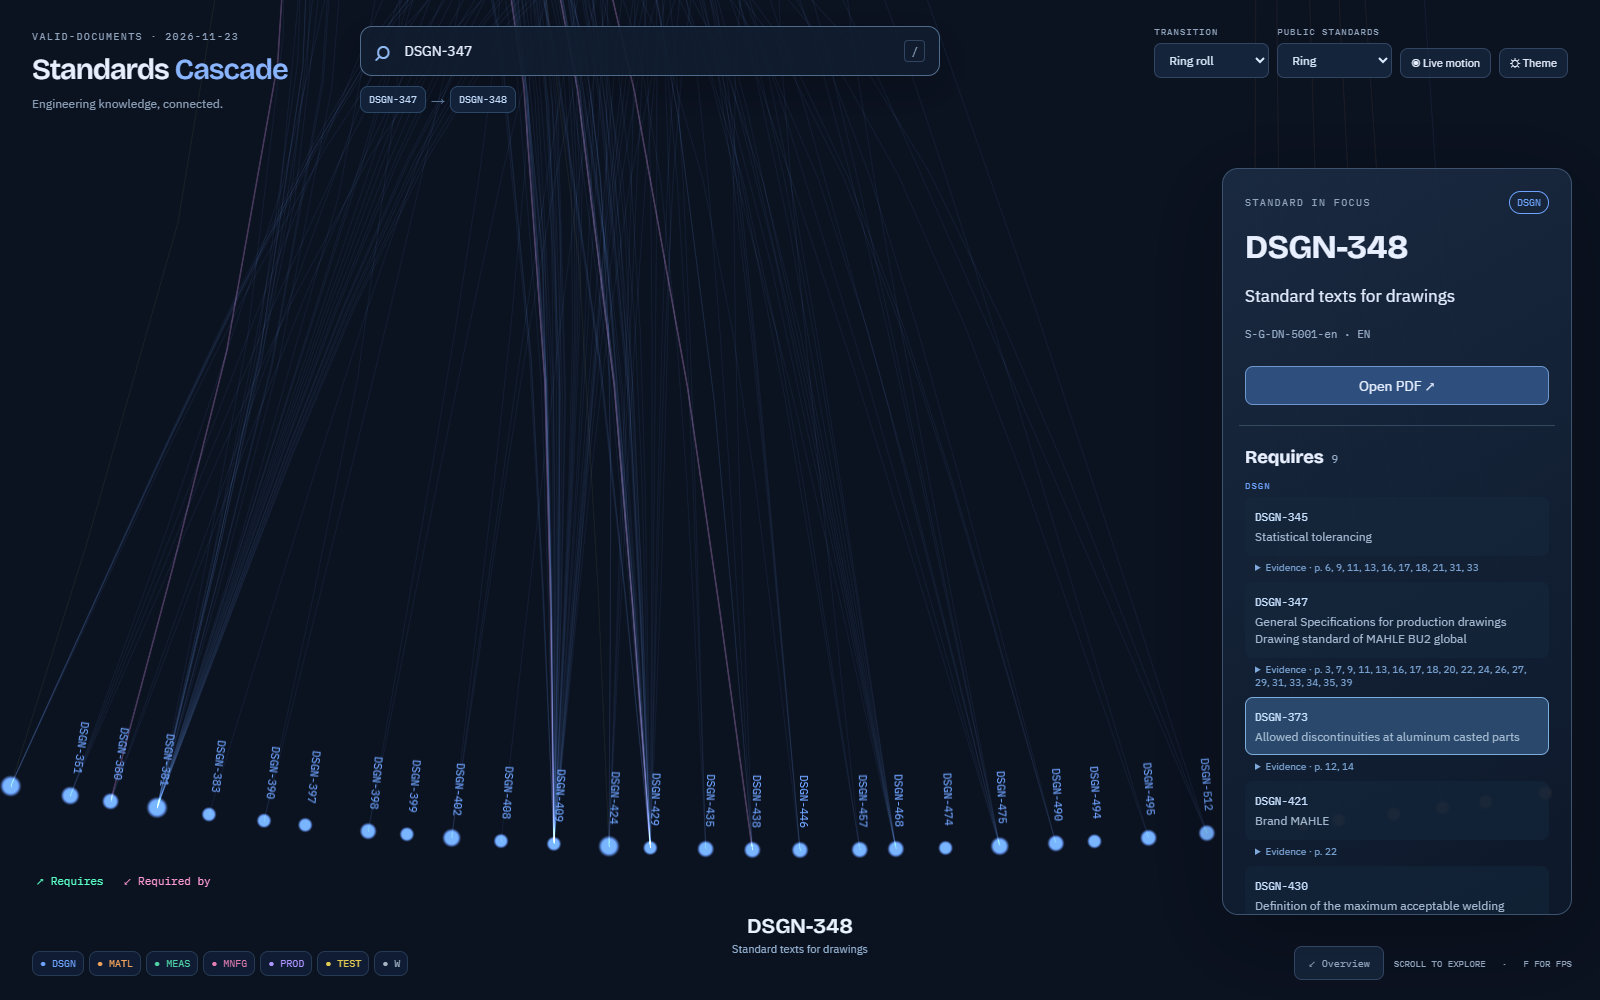 VALID-DOCUMENTS · 2026-11-23
Standards Cascade
Engineering knowledge, connected.
DSGN-347
/
DSGN-347 → DSGN-348
TRANSITION
Ring roll
PUBLIC STANDARDS
Ring
Live motion
Theme
STANDARD IN FOCUS
DSGN
DSGN-348
Standard texts for drawings
S-G-DN-5001-en · EN
Open PDF ↗
Requires 9
DSGN
DSGN-345
Statistical tolerancing
▶ Evidence · p. 6, 9, 11, 13, 16, 17, 18, 21, 31, 33
DSGN-347
General Specifications for production drawings
Drawing standard of MAHLE BU2 global
▶ Evidence · p. 3, 7, 9, 11, 13, 16, 17, 18, 20, 22, 24, 26, 27,
29, 31, 33, 34, 35, 39
DSGN-373
Allowed discontinuities at aluminum casted parts
▶ Evidence · p. 12, 14
DSGN-421
Brand MAHLE
▶ Evidence · p. 22
DSGN-430
Definition of the maximum acceptable welding
DSGN-351
DSGN-380
DSGN-381
DSGN-383
DSGN-390
DSGN-397
DSGN-398
DSGN-399
DSGN-402
DSGN-408
DSGN-409
DSGN-424
DSGN-429
DSGN-435
DSGN-438
DSGN-446
DSGN-457
DSGN-468
DSGN-474
DSGN-475
DSGN-490
DSGN-494
DSGN-495
DSGN-512
↗ Requires ↙ Required by
DSGN-348
Standard texts for drawings
DSGN
MATL
MEAS
MNFG
PROD
TEST
W
↙ Overview
SCROLL TO EXPLORE · F FOR FPS